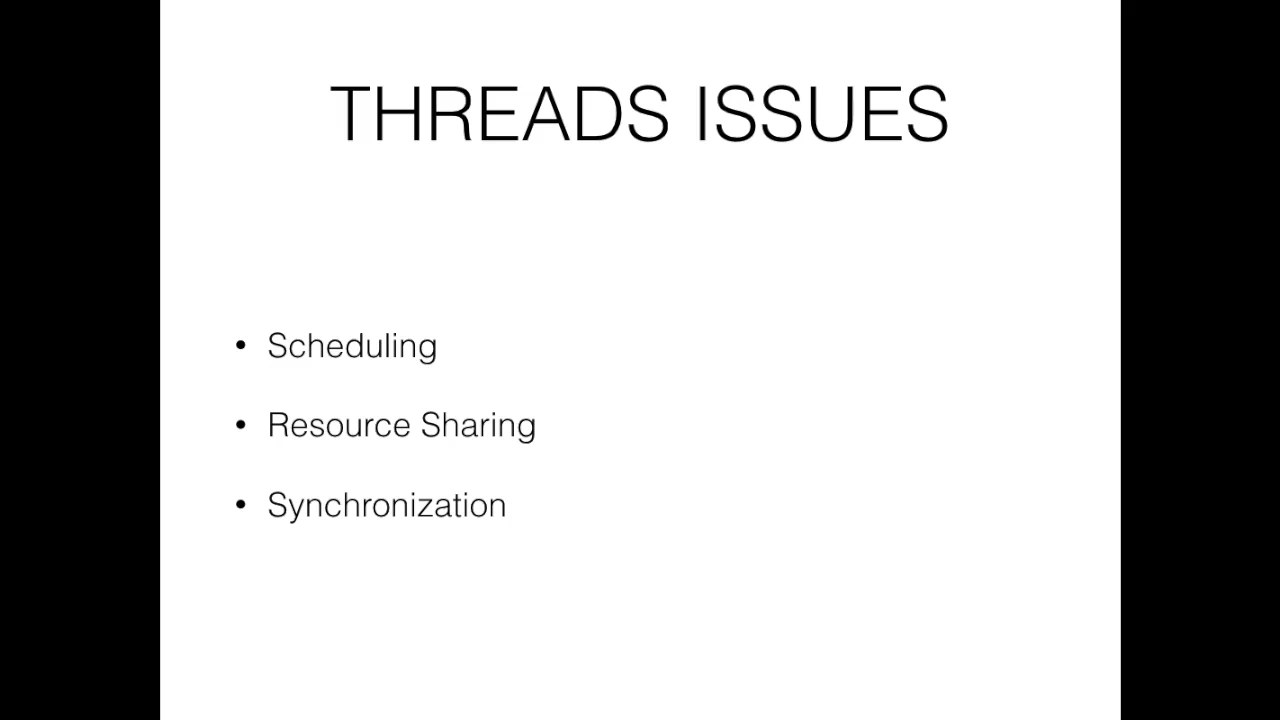 THREADS ISSUES
• Scheduling
• Resource Sharing
• Synchronization